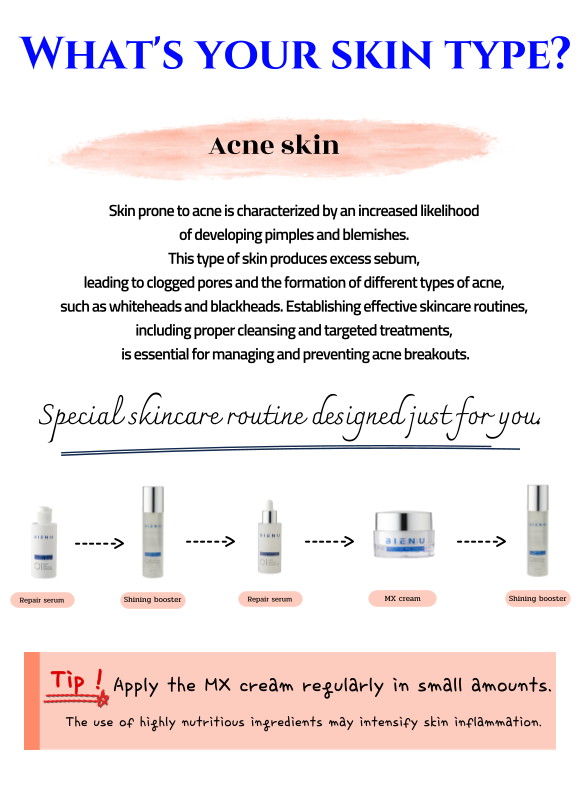 WHAT'S YOUR SKIN TYPE?
Acne skin
Skin prone to acne is characterized by an increased likelihood
of developing pimples and blemishes.
This type of skin produces excess sebum,
leading to clogged pores and the formation of different types of acne,
such as whiteheads and blackheads. Establishing effective skincare routines,
including proper cleansing and targeted treatments,
is essential for managing and preventing acne breakouts.
Special skincare routine designed just for you.
BIENU
BIENU
BIENU
BIENU
BIENU
Repair serum
Shining booster
Repair serum
MX cream
Shining booster
Tip! Apply the MX cream regularly in small amounts.
The use of highly nutritious ingredients may intensify skin inflammation.